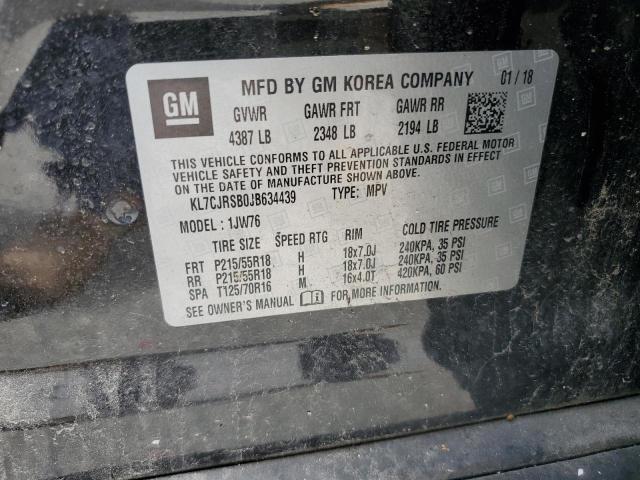 GM
MFD BY GM KOREA COMPANY 01/18
GVWR GAWR FRT GAWR RR
4387 LB 2348 LB 2194 LB
THIS VEHICLE CONFORMS TO ALL APPLICABLE U.S. FEDERAL MOTOR
VEHICLE SAFETY AND THEFT PREVENTION STANDARDS IN EFFECT
ON THE DATE OF MANUFACTURE SHOWN ABOVE.
KL7CJRSB0JB634439 TYPE: MPV
MODEL: 1JW76
TIRE SIZE SPEED RTG RIM COLD TIRE PRESSURE
FRT P215/55R18 H 18x7.0J 240KPA, 35 PSI
RR P215/55R18 H 18x7.0J 240KPA, 35 PSI
SPA T125/70R16 M 16x4.0T 420KPA, 60 PSI
SEE OWNER'S MANUAL FOR MORE INFORMATION.